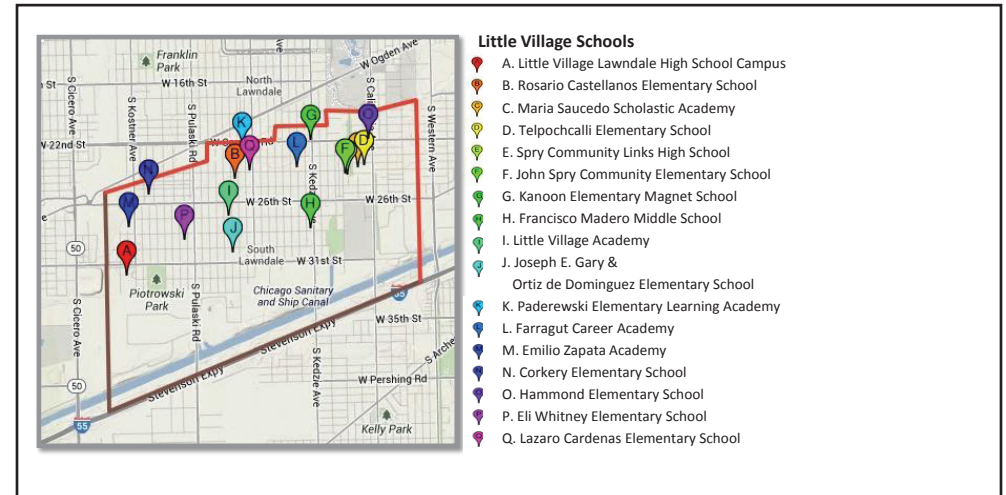 Little Village Schools
A. Little Village Lawndale High School Campus
B. Rosario Castellanos Elementary School
C. Maria Saucedo Scholastic Academy
D. Telpochcalli Elementary School
E. Spry Community Links High School
F. John Spry Community Elementary School
G. Kanoon Elementary Magnet School
H. Francisco Madero Middle School
I. Little Village Academy
J. Joseph E. Gary &
Ortiz de Dominguez Elementary School
K. Paderewski Elementary Learning Academy
L. Farragut Career Academy
M. Emilio Zapata Academy
N. Corkery Elementary School
O. Hammond Elementary School
P. Eli Whitney Elementary School
Q. Lazaro Cardenas Elementary School
Franklin
Park
W Ogden Ave
W 16th St
North
Lawndale
S Cicero Ave
S Kostner Ave
S Pulaski Rd
S Western Ave
W 22nd St
W 26th St
W 26th St
South
Lawndale
W 31st St
50
Piotrowski
Park
Chicago Sanitary
and Ship Canal
S Pulaski Rd
S Cicero Ave
55
W 35th St
Stevenson Expy
Stevenson Expy
S Kedzie Ave
S Arche
W Pershing Rd
50
55
Kelly Park
A
B
D
F
G
H
I
J
K
L
M
N
O
P
Q